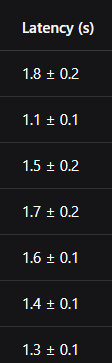 Latency (s)
1.8 ± 0.2
1.1 ± 0.1
1.5 ± 0.2
1.7 ± 0.2
1.6 ± 0.1
1.4 ± 0.1
1.3 ± 0.1